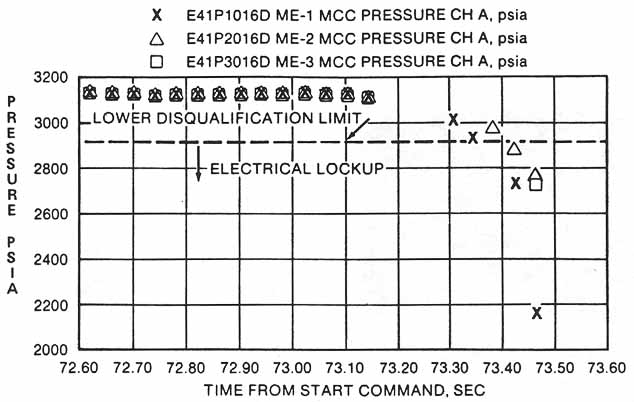 X E41P1016D ME-1 MCC PRESSURE CH A, psia
△ E41P2016D ME-2 MCC PRESSURE CH A, psia
□ E41P3016D ME-3 MCC PRESSURE CH A, psia
PRESSURE PSIA
3200
3000
2800
2600
2400
2200
2000
LOWER DISQUALIFICATION LIMIT
ELECTRICAL LOCKUP
72.60 72.70 72.80 72.90 73.00 73.10 73.20 73.30 73.40 73.50 73.60
TIME FROM START COMMAND, SEC